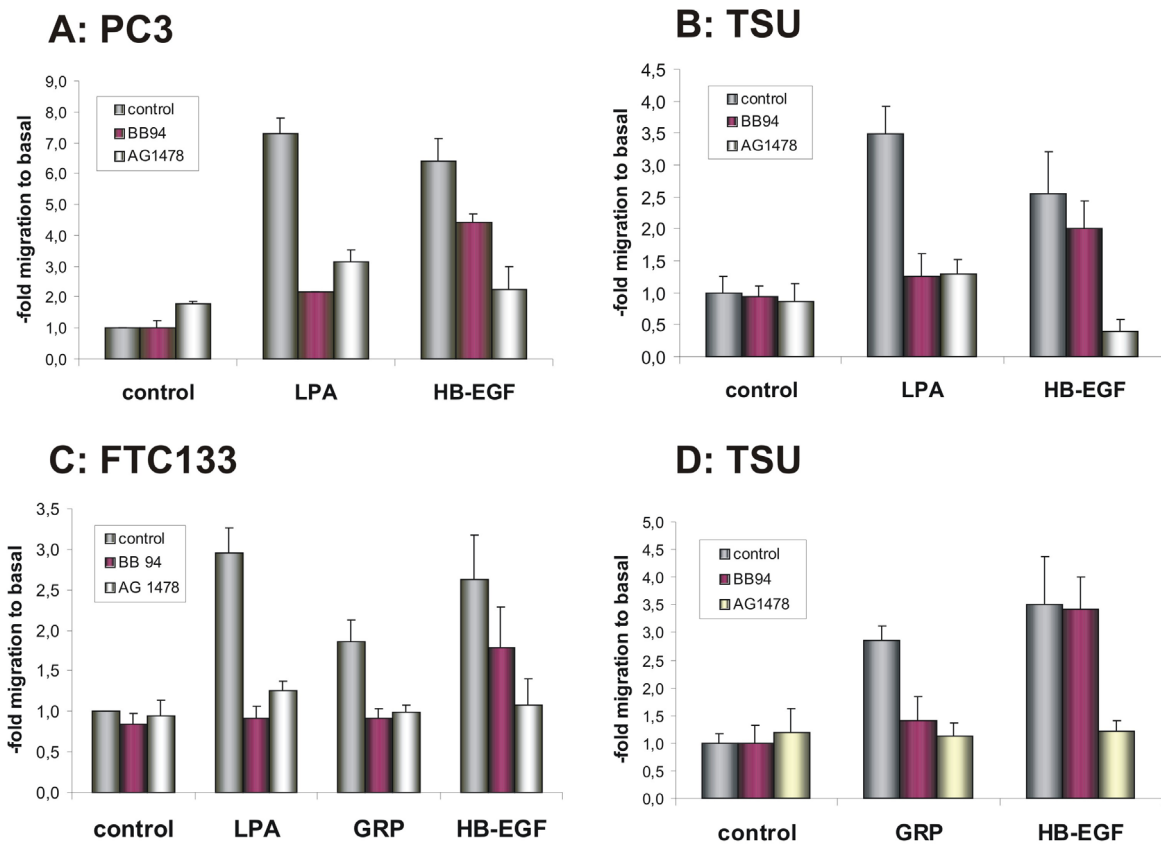 A: PC3
-fold migration to basal
9,0
8,0
7,0
6,0
5,0
4,0
3,0
2,0
1,0
0,0
control
BB94
AG1478
control LPA HB-EGF
B: TSU
-fold migration to basal
4,5
4,0
3,5
3,0
2,5
2,0
1,5
1,0
0,5
0,0
control
BB94
AG1478
control LPA HB-EGF
C: FTC133
-fold migration to basal
3,5
3,0
2,5
2,0
1,5
1,0
0,5
0,0
control
BB 94
AG 1478
control LPA GRP HB-EGF
D: TSU
-fold migration to basal
5,0
4,5
4,0
3,5
3,0
2,5
2,0
1,5
1,0
0,5
0,0
control
BB94
AG1478
control GRP HB-EGF